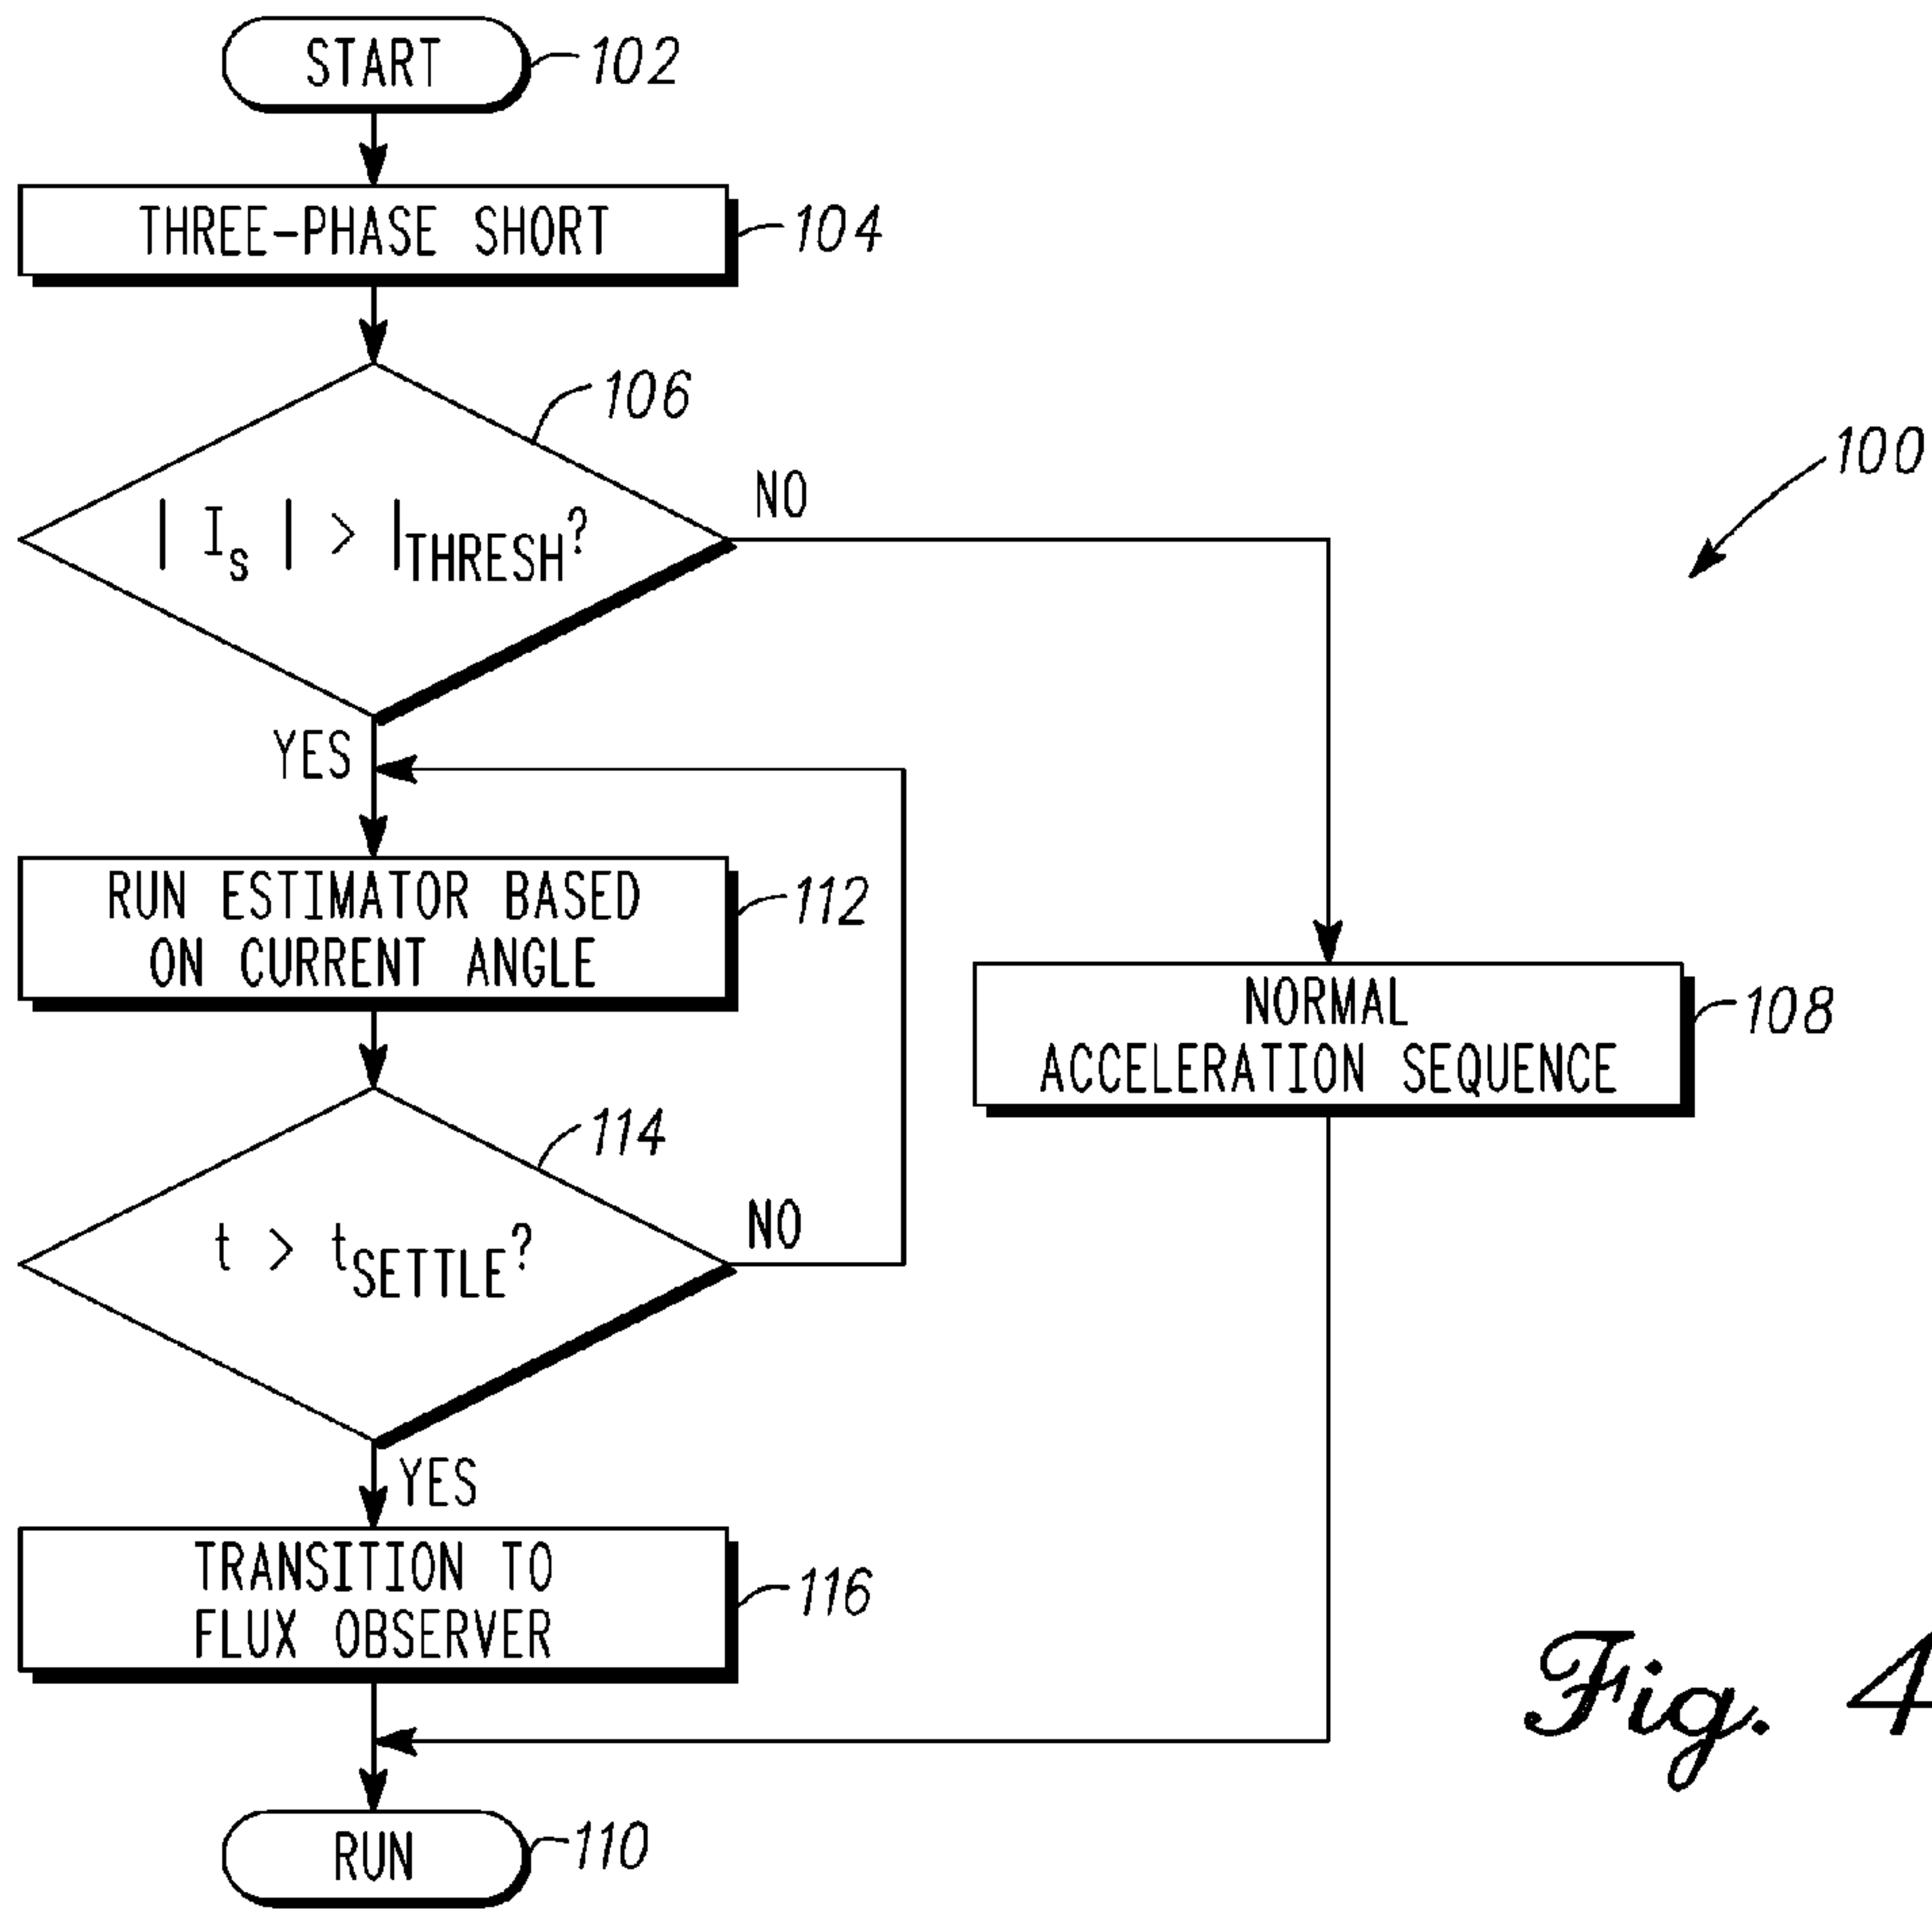 START
102
THREE-PHASE SHORT
104
106
| Is | > |THRESH?
NO
100
YES
RUN ESTIMATOR BASED
ON CURRENT ANGLE
112
NORMAL
ACCELERATION SEQUENCE
108
114
t > tSETTLE?
NO
YES
TRANSITION TO
FLUX OBSERVER
116
Fig. 4
RUN
110